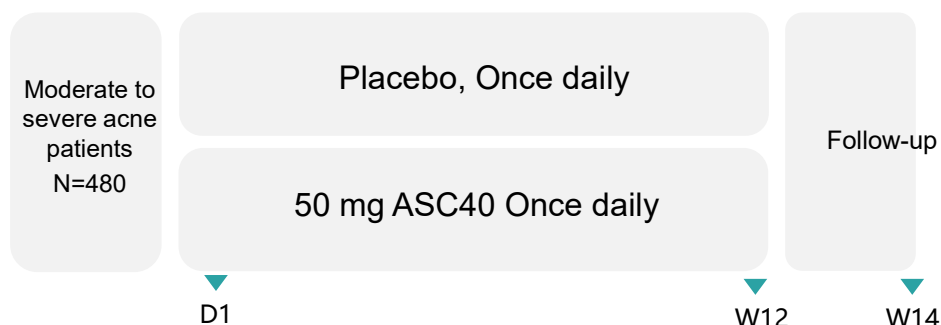 Moderate to
severe acne
patients
N=480
Placebo, Once daily
50 mg ASC40 Once daily
Follow-up
D1
W12
W14